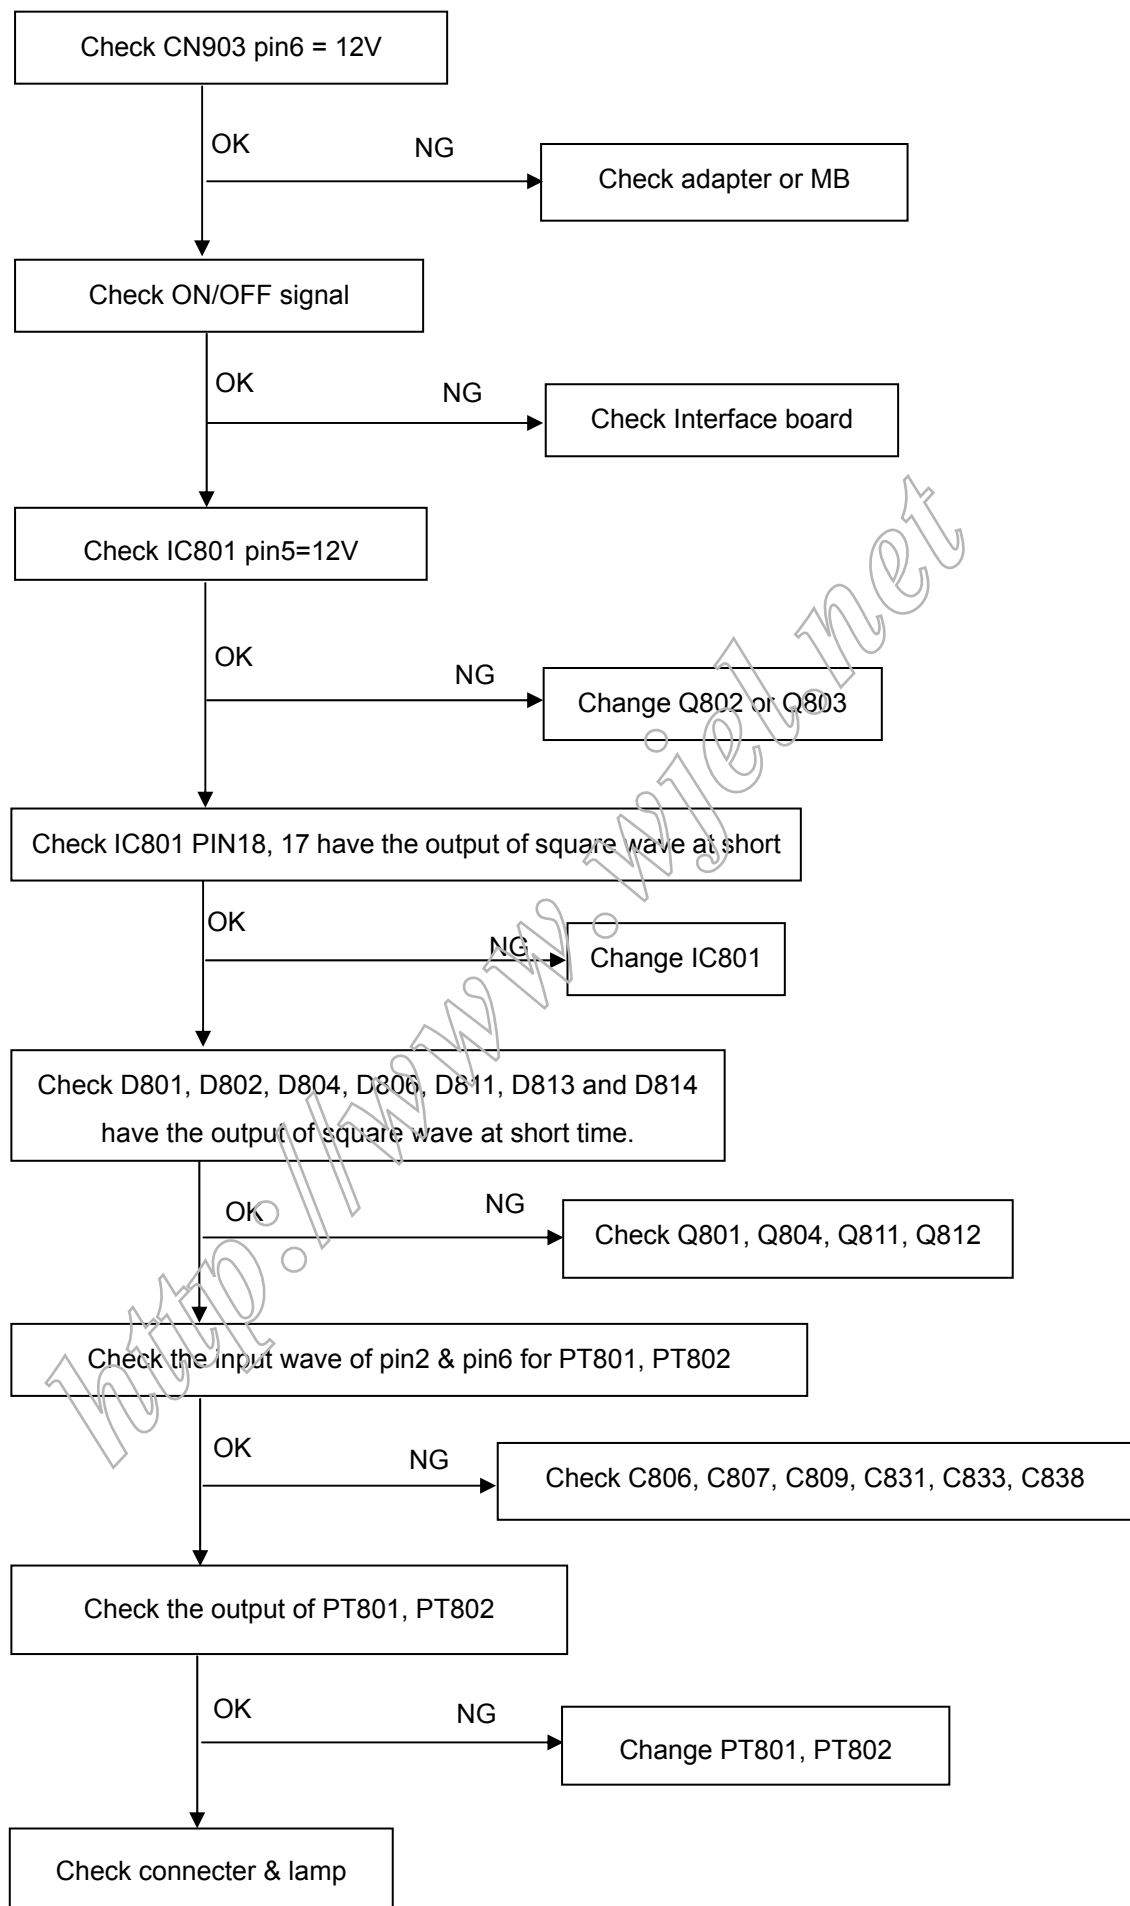 Check CN903 pin6 = 12V
OK
NG
Check adapter or MB
Check ON/OFF signal
OK
NG
Check Interface board
Check IC801 pin5=12V
OK
NG
Change Q802 or Q803
Check IC801 PIN18, 17 have the output of square wave at short
OK
NG
Change IC801
Check D801, D802, D804, D806, D811, D813 and D814
have the output of square wave at short time.
OK
NG
Check Q801, Q804, Q811, Q812
Check the input wave of pin2 & pin6 for PT801, PT802
OK
NG
Check C806, C807, C809, C831, C833, C838
Check the output of PT801, PT802
OK
NG
Change PT801, PT802
Check connecter & lamp
http://www.wjel.net